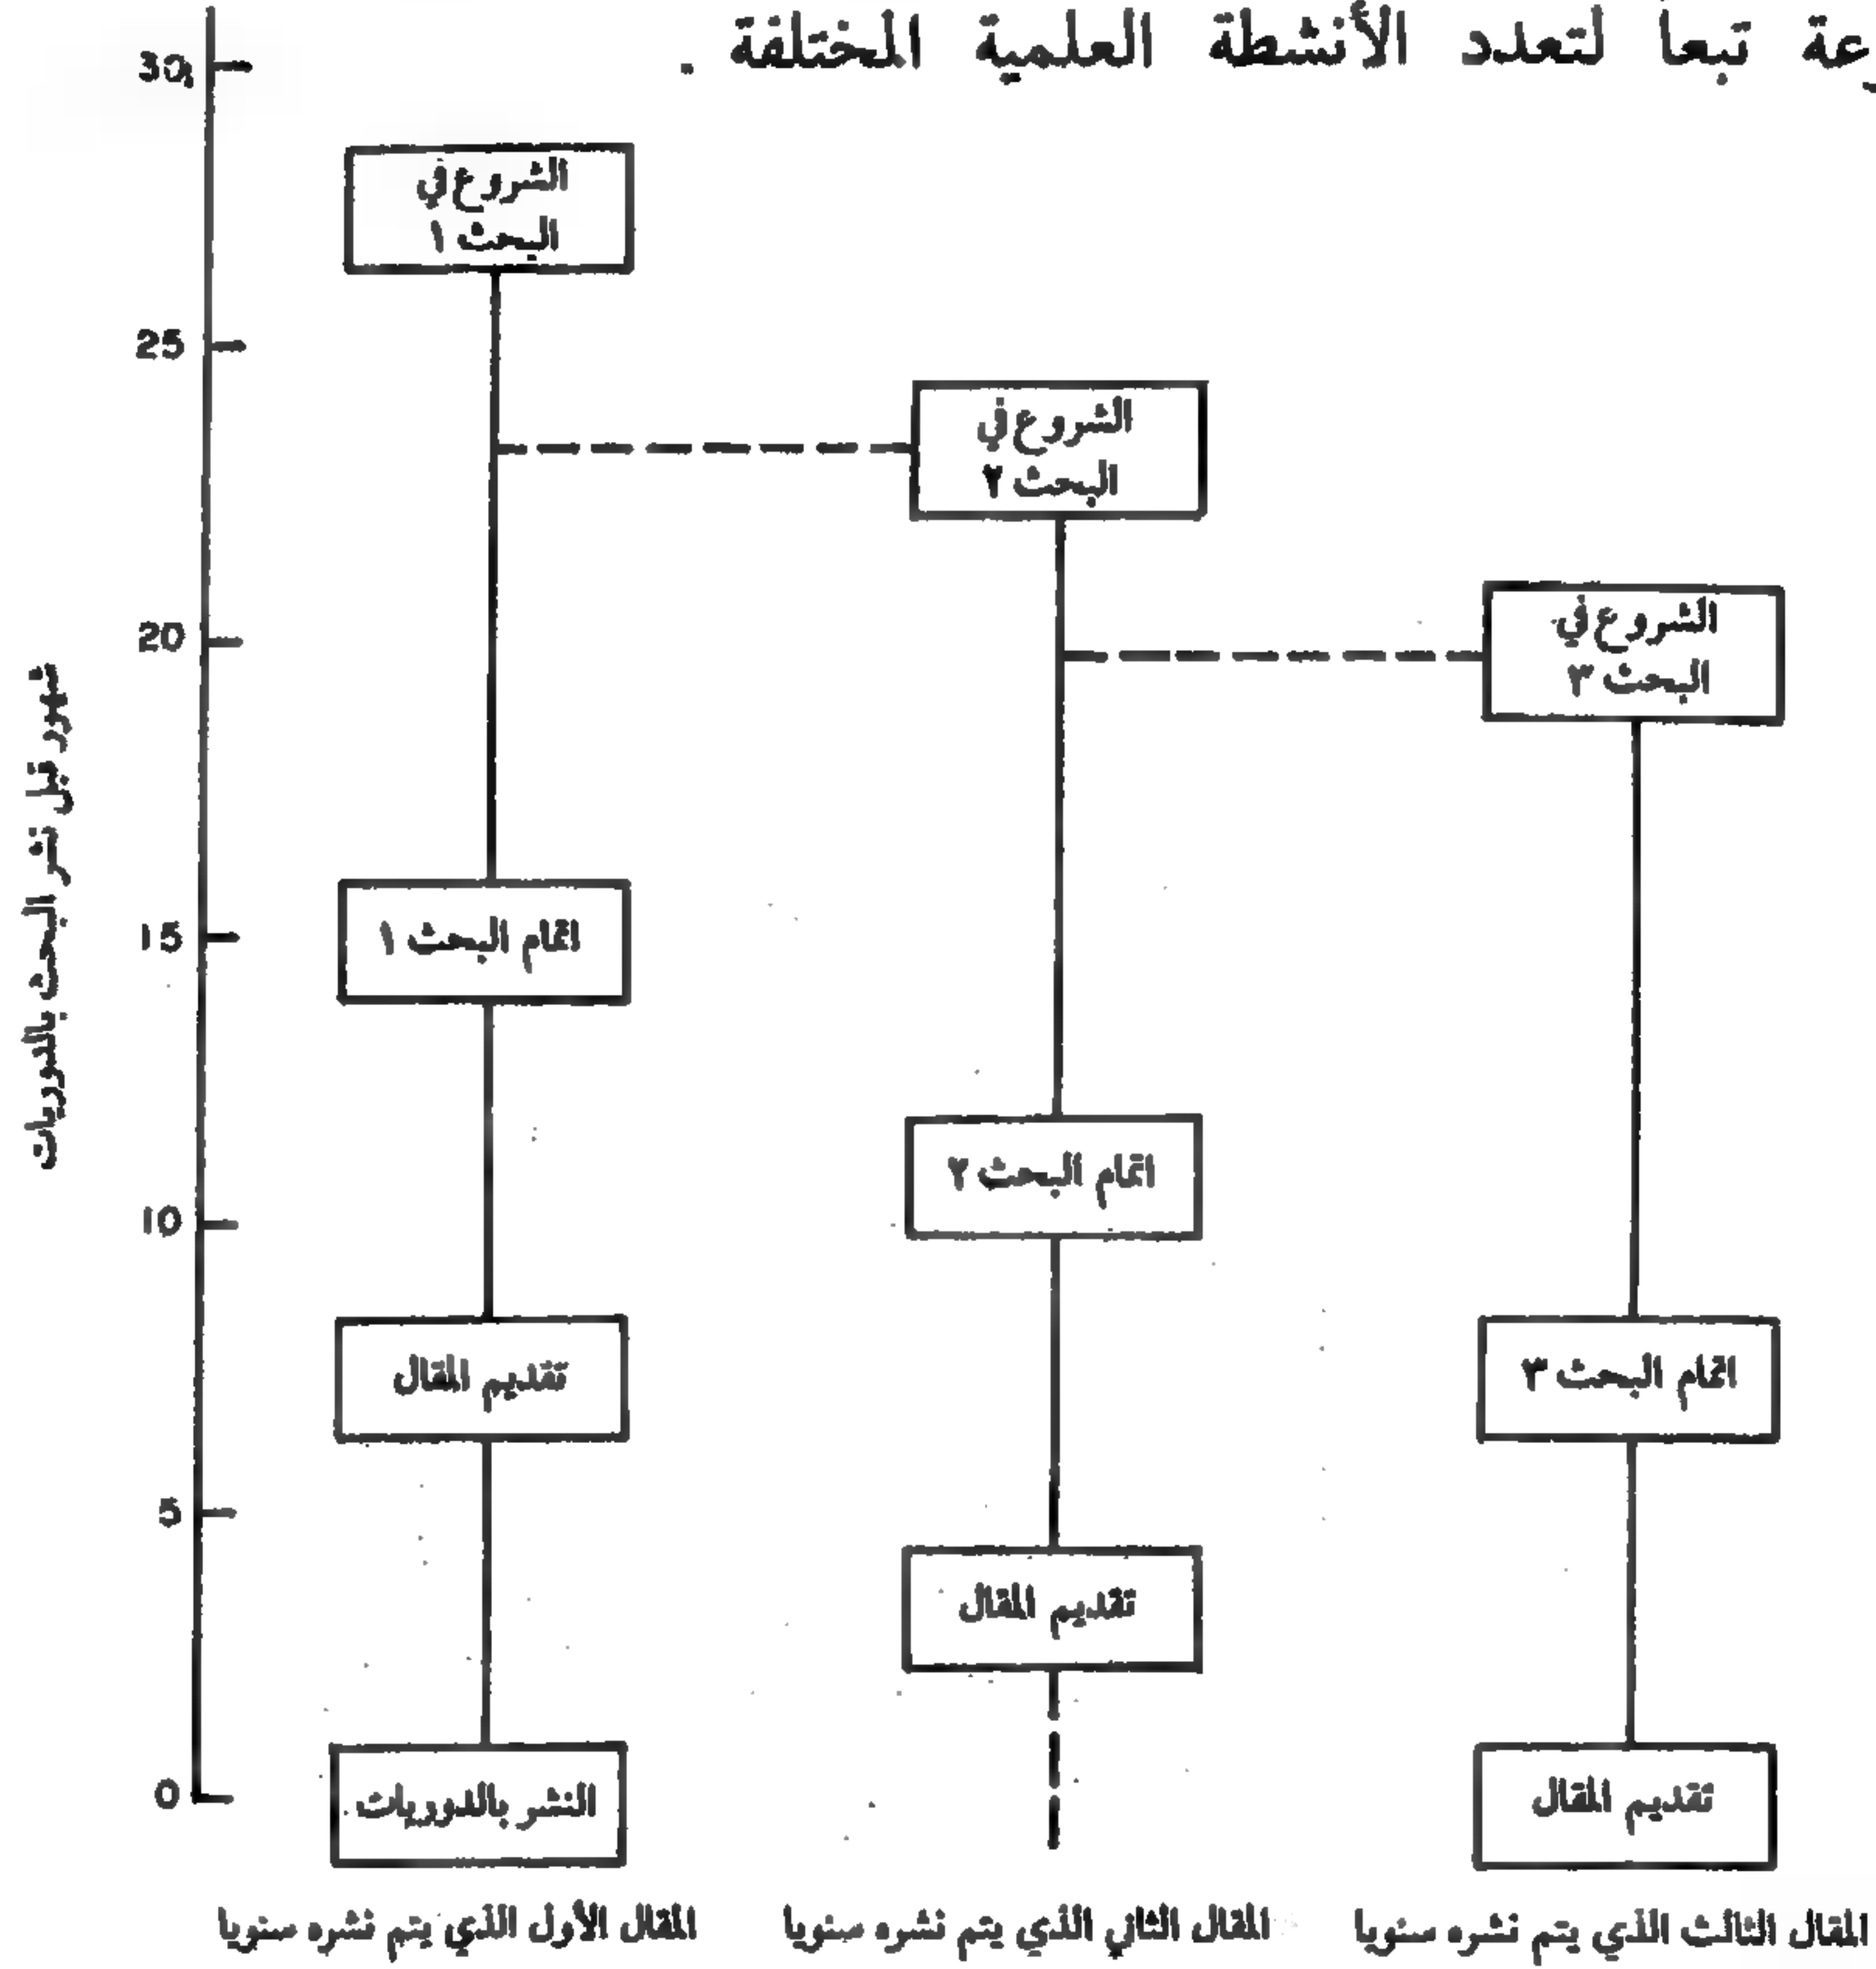 عة تبعاً لتعدد الأنشطة العلمية المختلفة .
30
الشروع في
البحث ١
25
الشروع في
البحث ٢
20
الشروع في
البحث ٣
15
اتمام البحث ١
10
اتمام البحث ٢
تقديم المقال
اتمام البحث ٣
5
تقديم المقال
0
النشر بالدوريات
تقديم المقال
شهور قبل نشر البحث بالدوريات
المقال الأول الذي يتم نشره سنويا
المقال الثاني الذي يتم نشره سنويا
المقال الثالث الذي يتم نشره سنويا